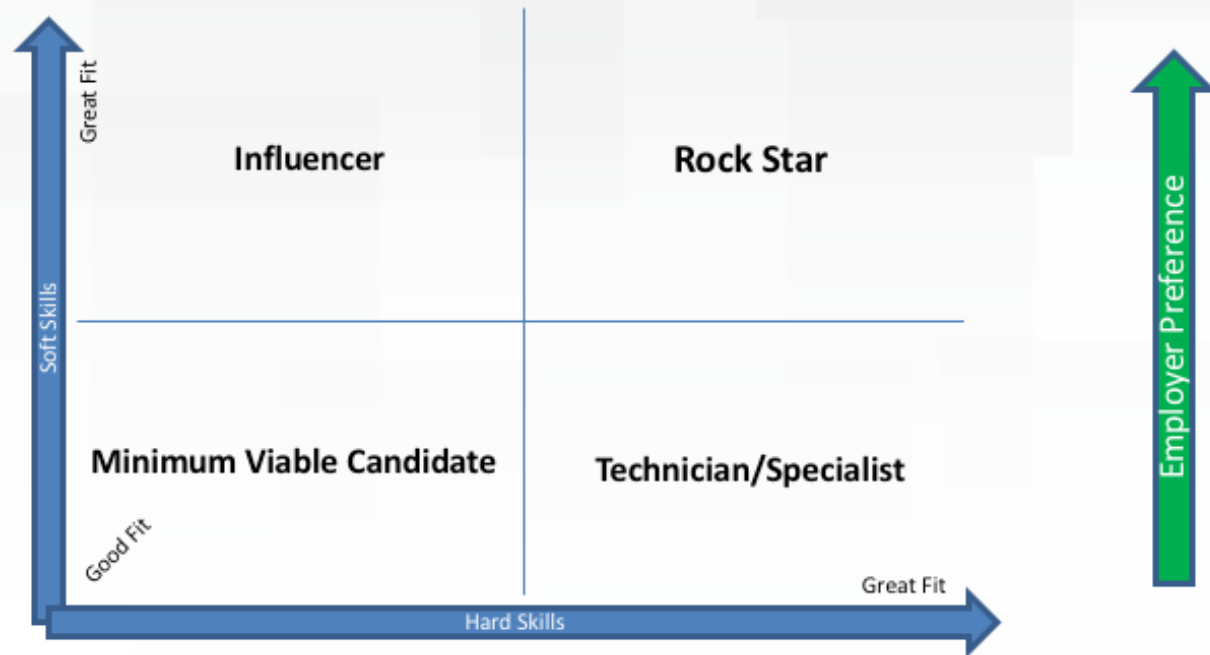 Great Fit
Influencer
Rock Star
Soft Skills
Employer Preference
Minimum Viable Candidate
Technician/Specialist
Good Fit
Great Fit
Hard Skills